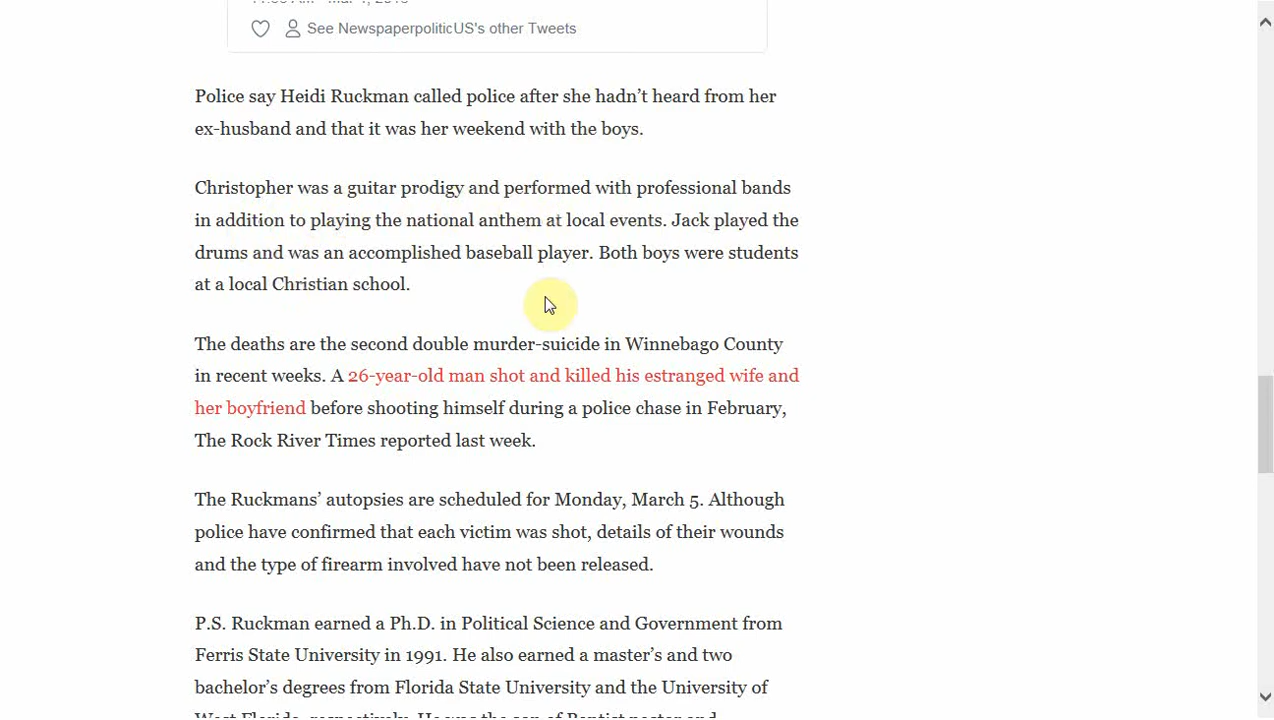 See NewspaperpoliticUS's other Tweets
Police say Heidi Ruckman called police after she hadn’t heard from her
ex-husband and that it was her weekend with the boys.
Christopher was a guitar prodigy and performed with professional bands
in addition to playing the national anthem at local events. Jack played the
drums and was an accomplished baseball player. Both boys were students
at a local Christian school.
The deaths are the second double murder-suicide in Winnebago County
in recent weeks. A 26-year-old man shot and killed his estranged wife and
her boyfriend before shooting himself during a police chase in February,
The Rock River Times reported last week.
The Ruckmans’ autopsies are scheduled for Monday, March 5. Although
police have confirmed that each victim was shot, details of their wounds
and the type of firearm involved have not been released.
P.S. Ruckman earned a Ph.D. in Political Science and Government from
Ferris State University in 1991. He also earned a master’s and two
bachelor’s degrees from Florida State University and the University of
West Florida, respectively. He was the son of Baptist pastor and